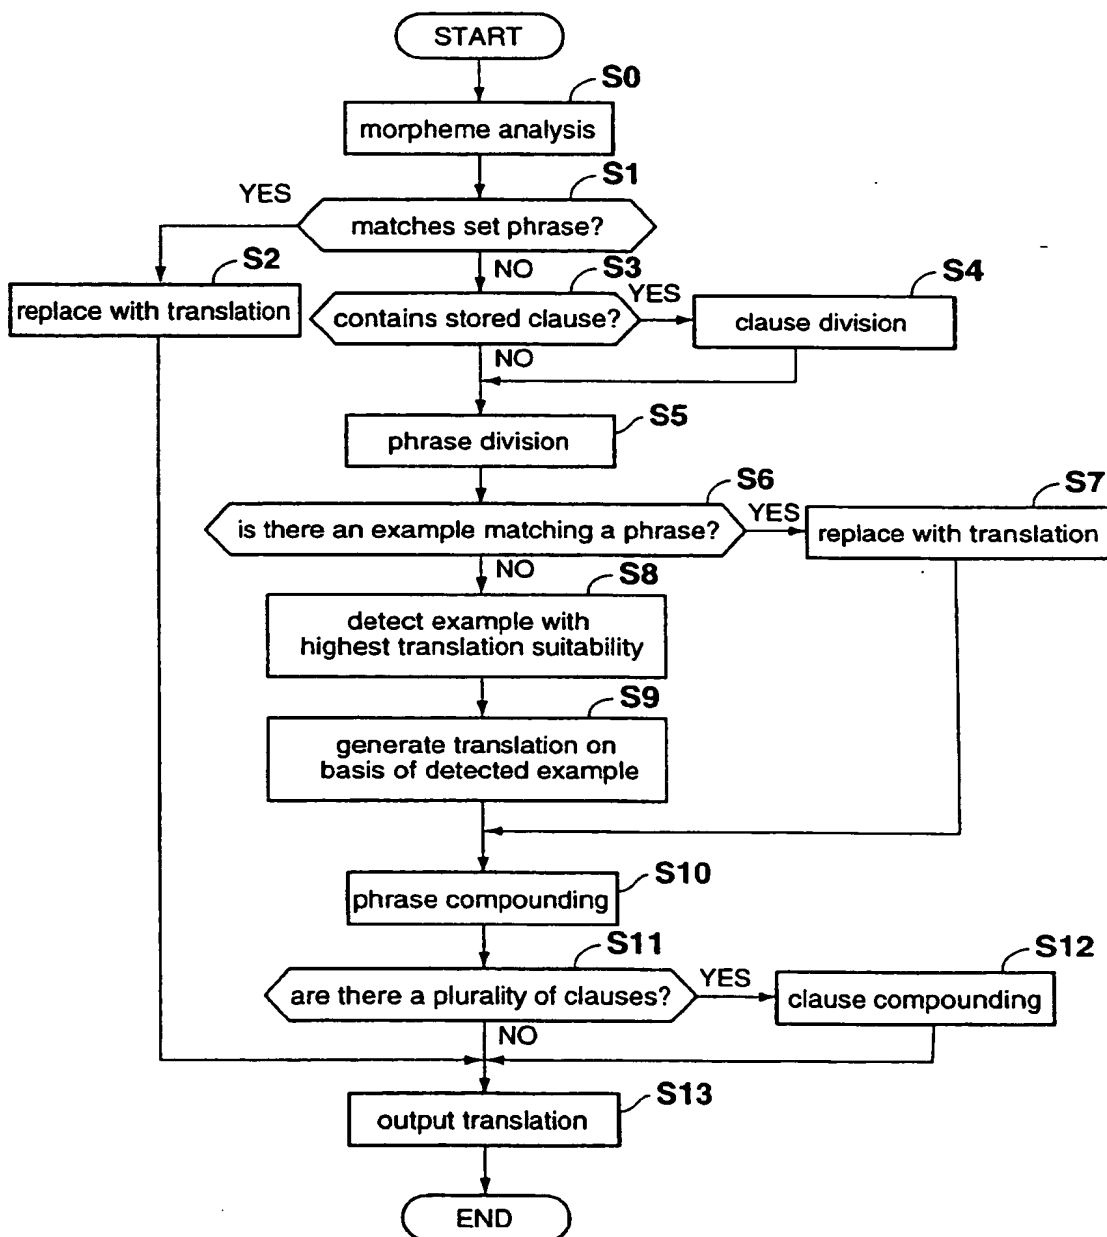 START
S0
morpheme analysis
S1
YES
matches set phrase?
NO
S2
replace with translation
S3
contains stored clause?
YES
S4
clause division
NO
S5
phrase division
S6
is there an example matching a phrase?
YES
S7
replace with translation
NO
S8
detect example with
highest translation suitability
S9
generate translation on
basis of detected example
S10
phrase compounding
S11
are there a plurality of clauses?
YES
S12
clause compounding
NO
S13
output translation
END